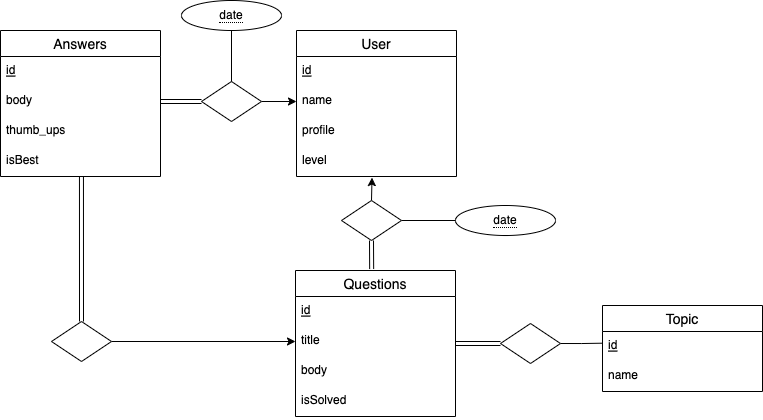 date
Answers
id
body
thumb_ups
isBest
User
id
name
profile
level
date
Questions
id
title
body
isSolved
Topic
id
name